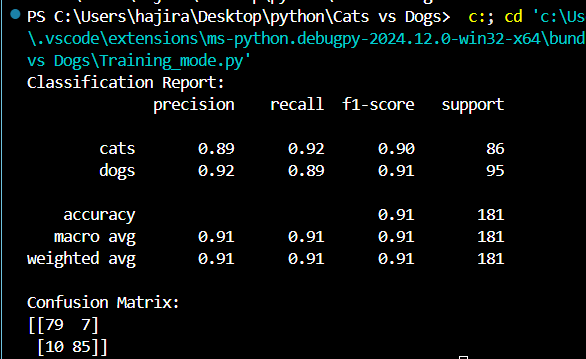 PS C:\Users\hajira\Desktop\python\Cats vs Dogs>  c:; cd 'c:\Us
\.vscode\extensions\ms-python.debugpy-2024.12.0-win32-x64\bund
vs Dogs\Training_mode.py'
Classification Report:
              precision    recall  f1-score   support

        cats       0.89      0.92      0.90        86
        dogs       0.92      0.89      0.91        95

    accuracy                           0.91       181
   macro avg       0.91      0.91      0.91       181
weighted avg       0.91      0.91      0.91       181

Confusion Matrix:
[[79  7]
 [10 85]]